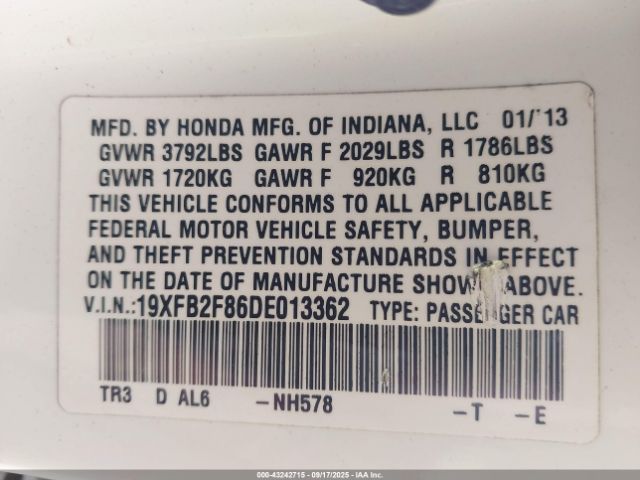 MFD. BY HONDA MFG. OF INDIANA, LLC 01/'13
GVWR 3792LBS GAWR F 2029LBS R 1786LBS
GVWR 1720KG GAWR F 920KG R 810KG
THIS VEHICLE CONFORMS TO ALL APPLICABLE
FEDERAL MOTOR VEHICLE SAFETY, BUMPER,
AND THEFT PREVENTION STANDARDS IN EFFECT
ON THE DATE OF MANUFACTURE SHOW ABOVE.
V.I.N.:19XFB2F86DE013362 TYPE: PASSENGER CAR
TR3 D AL6 -NH578 -T -E
000-43242715 - 09/17/2025 - IAA Inc.